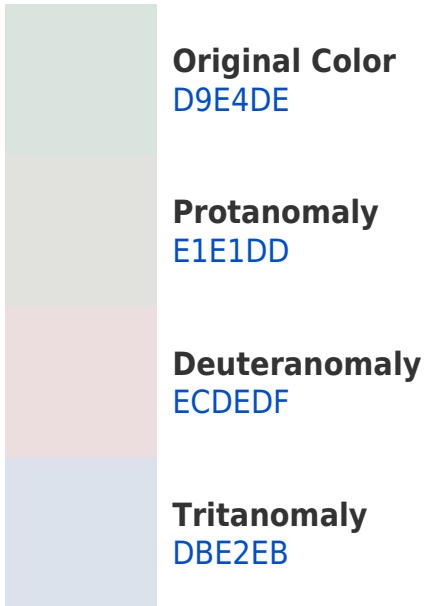 Original Color
D9E4DE
Protanomaly
E1E1DD
Deuteranomaly
ECDEDF
Tritanomaly
DBE2EB